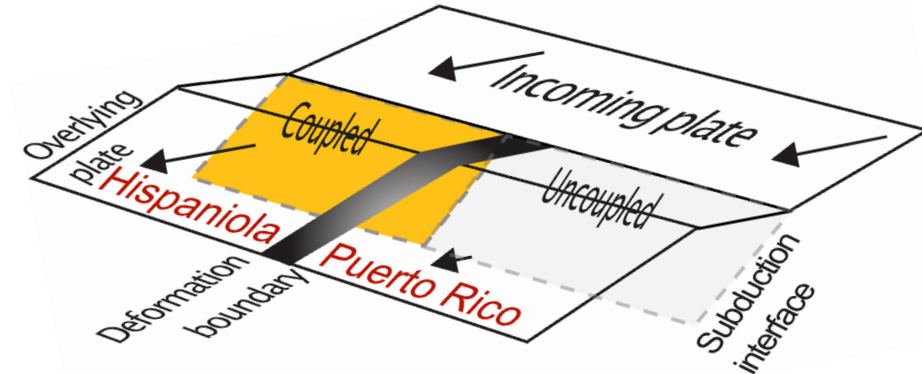 Incoming plate
Overlying
plate
Coupled
Uncoupled
Hispaniola
Puerto Rico
Deformation
boundary
Subduction
interface